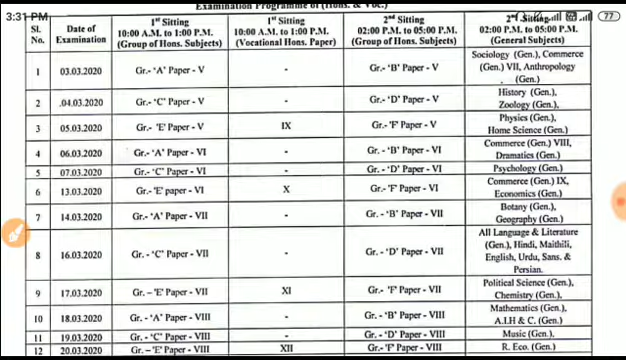 Examination Programme of (Hons. & Voc.)
3:31 PM
77
Sl. No.
Date of Examination
1st Sitting 10:00 A.M. to 1:00 P.M. (Group of Hons. Subjects)
1st Sitting 10:00 A.M. to 1:00 P.M. (Vocational Hons. Paper)
2nd Sitting 02:00 P.M. to 05:00 P.M. (Group of Hons. Subjects)
2nd Sitting 02:00 P.M. to 05:00 P.M. (General Subjects)
1 03.03.2020 Gr.- 'A' Paper - V - Gr.- 'B' Paper - V Sociology (Gen.), Commerce (Gen.) VII, Anthropology (Gen.)
2 .04.03.2020 Gr.- 'C' Paper - V - Gr.- 'D' Paper - V History (Gen.), Zoology (Gen.),
3 05.03.2020 Gr.- 'E' Paper - V IX Gr.- 'F' Paper - V Physics (Gen.), Home Science (Gen.)
4 06.03.2020 Gr.- 'A' Paper - VI - Gr. - 'B' Paper - VI Commerce (Gen.) VIII, Dramatics (Gen.)
5 07.03.2020 Gr.- 'C' Paper - VI - Gr. - 'D' Paper - VI Psychology (Gen.)
6 13.03.2020 Gr.- 'E' paper - VI X Gr.- 'F' Paper - VI Commerce (Gen.) IX, Economics (Gen.)
7 14.03.2020 Gr.- 'A' Paper - VII - Gr. - 'B' Paper - VII Botany (Gen.), Geography (Gen.)
8 16.03.2020 Gr. - 'C' Paper - VII - Gr. - 'D' Paper - VII All Language & Literature (Gen.), Hindi, Maithili, English, Urdu, Sans. & Persian.
9 17.03.2020 Gr. – 'E' Paper - VII XI Gr.- 'F' Paper - VII Political Science (Gen.), Chemistry (Gen.),
10 18.03.2020 Gr. - 'A' Paper - VIII - Gr. - 'B' Paper - VIII Mathematics (Gen.), A.I.H & C. (Gen.)
11 19.03.2020 Gr. - 'C' Paper - VIII - Gr. - 'D' Paper - VIII Music (Gen.).
12 20.03.2020 Gr. – 'E' Paper - VIII XII Gr.- 'F' Paper - VIII R. Eco. (Gen.)